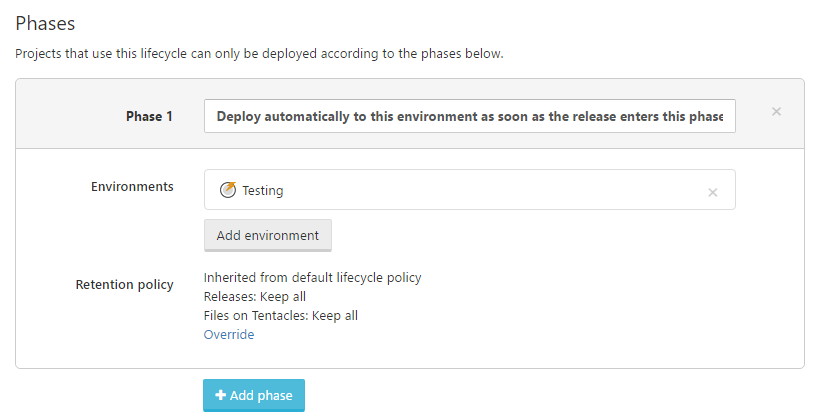 Phases
Projects that use this lifecycle can only be deployed according to the phases below.
Phase 1
Deploy automatically to this environment as soon as the release enters this phase
Environments
Testing
Add environment
Retention policy
Inherited from default lifecycle policy
Releases: Keep all
Files on Tentacles: Keep all
Override
+ Add phase